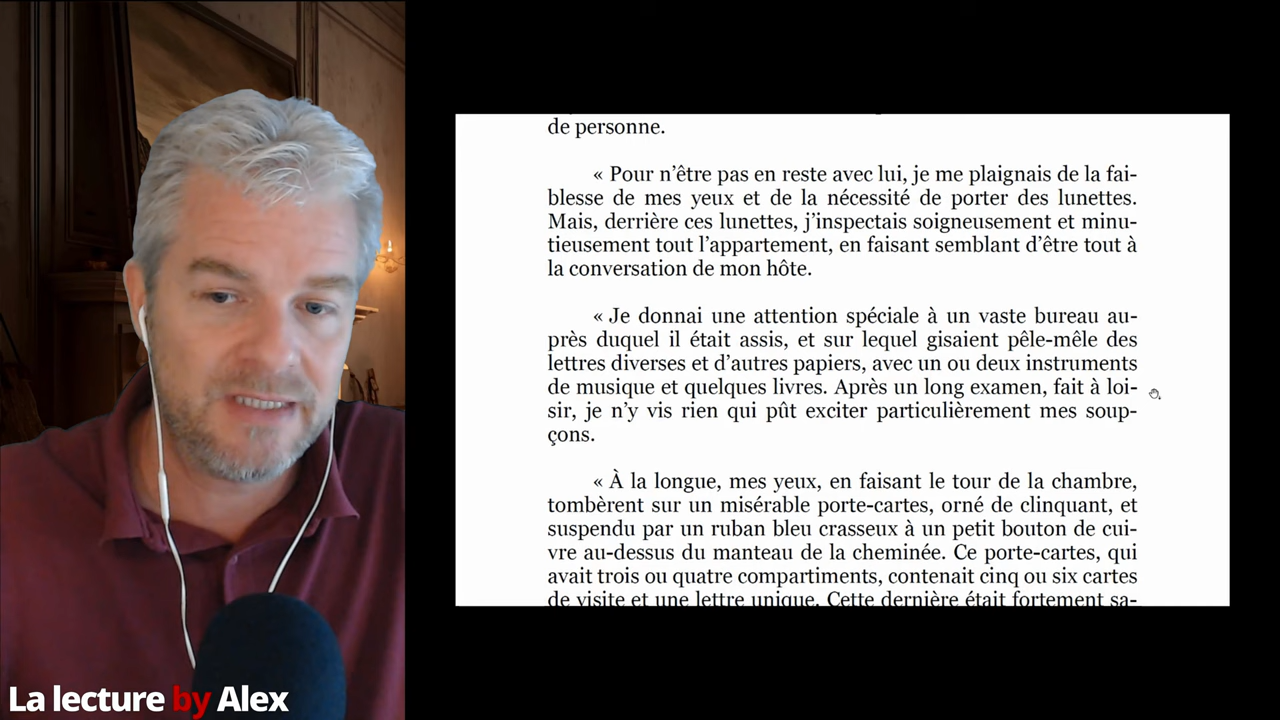 de personne.
« Pour n’être pas en reste avec lui, je me plaignais de la fai-
blesse de mes yeux et de la nécessité de porter des lunettes.
Mais, derrière ces lunettes, j’inspectais soigneusement et minu-
tieusement tout l’appartement, en faisant semblant d’être tout à
la conversation de mon hôte.
« Je donnai une attention spéciale à un vaste bureau au-
près duquel il était assis, et sur lequel gisaient pêle-mêle des
lettres diverses et d’autres papiers, avec un ou deux instruments
de musique et quelques livres. Après un long examen, fait à loi-
sir, je n’y vis rien qui pût exciter particulièrement mes soup-
çons.
« À la longue, mes yeux, en faisant le tour de la chambre,
tombèrent sur un misérable porte-cartes, orné de clinquant, et
suspendu par un ruban bleu crasseux à un petit bouton de cui-
vre au-dessus du manteau de la cheminée. Ce porte-cartes, qui
avait trois ou quatre compartiments, contenait cinq ou six cartes
de visite et une lettre unique. Cette dernière était fortement sa-
La lecture by Alex